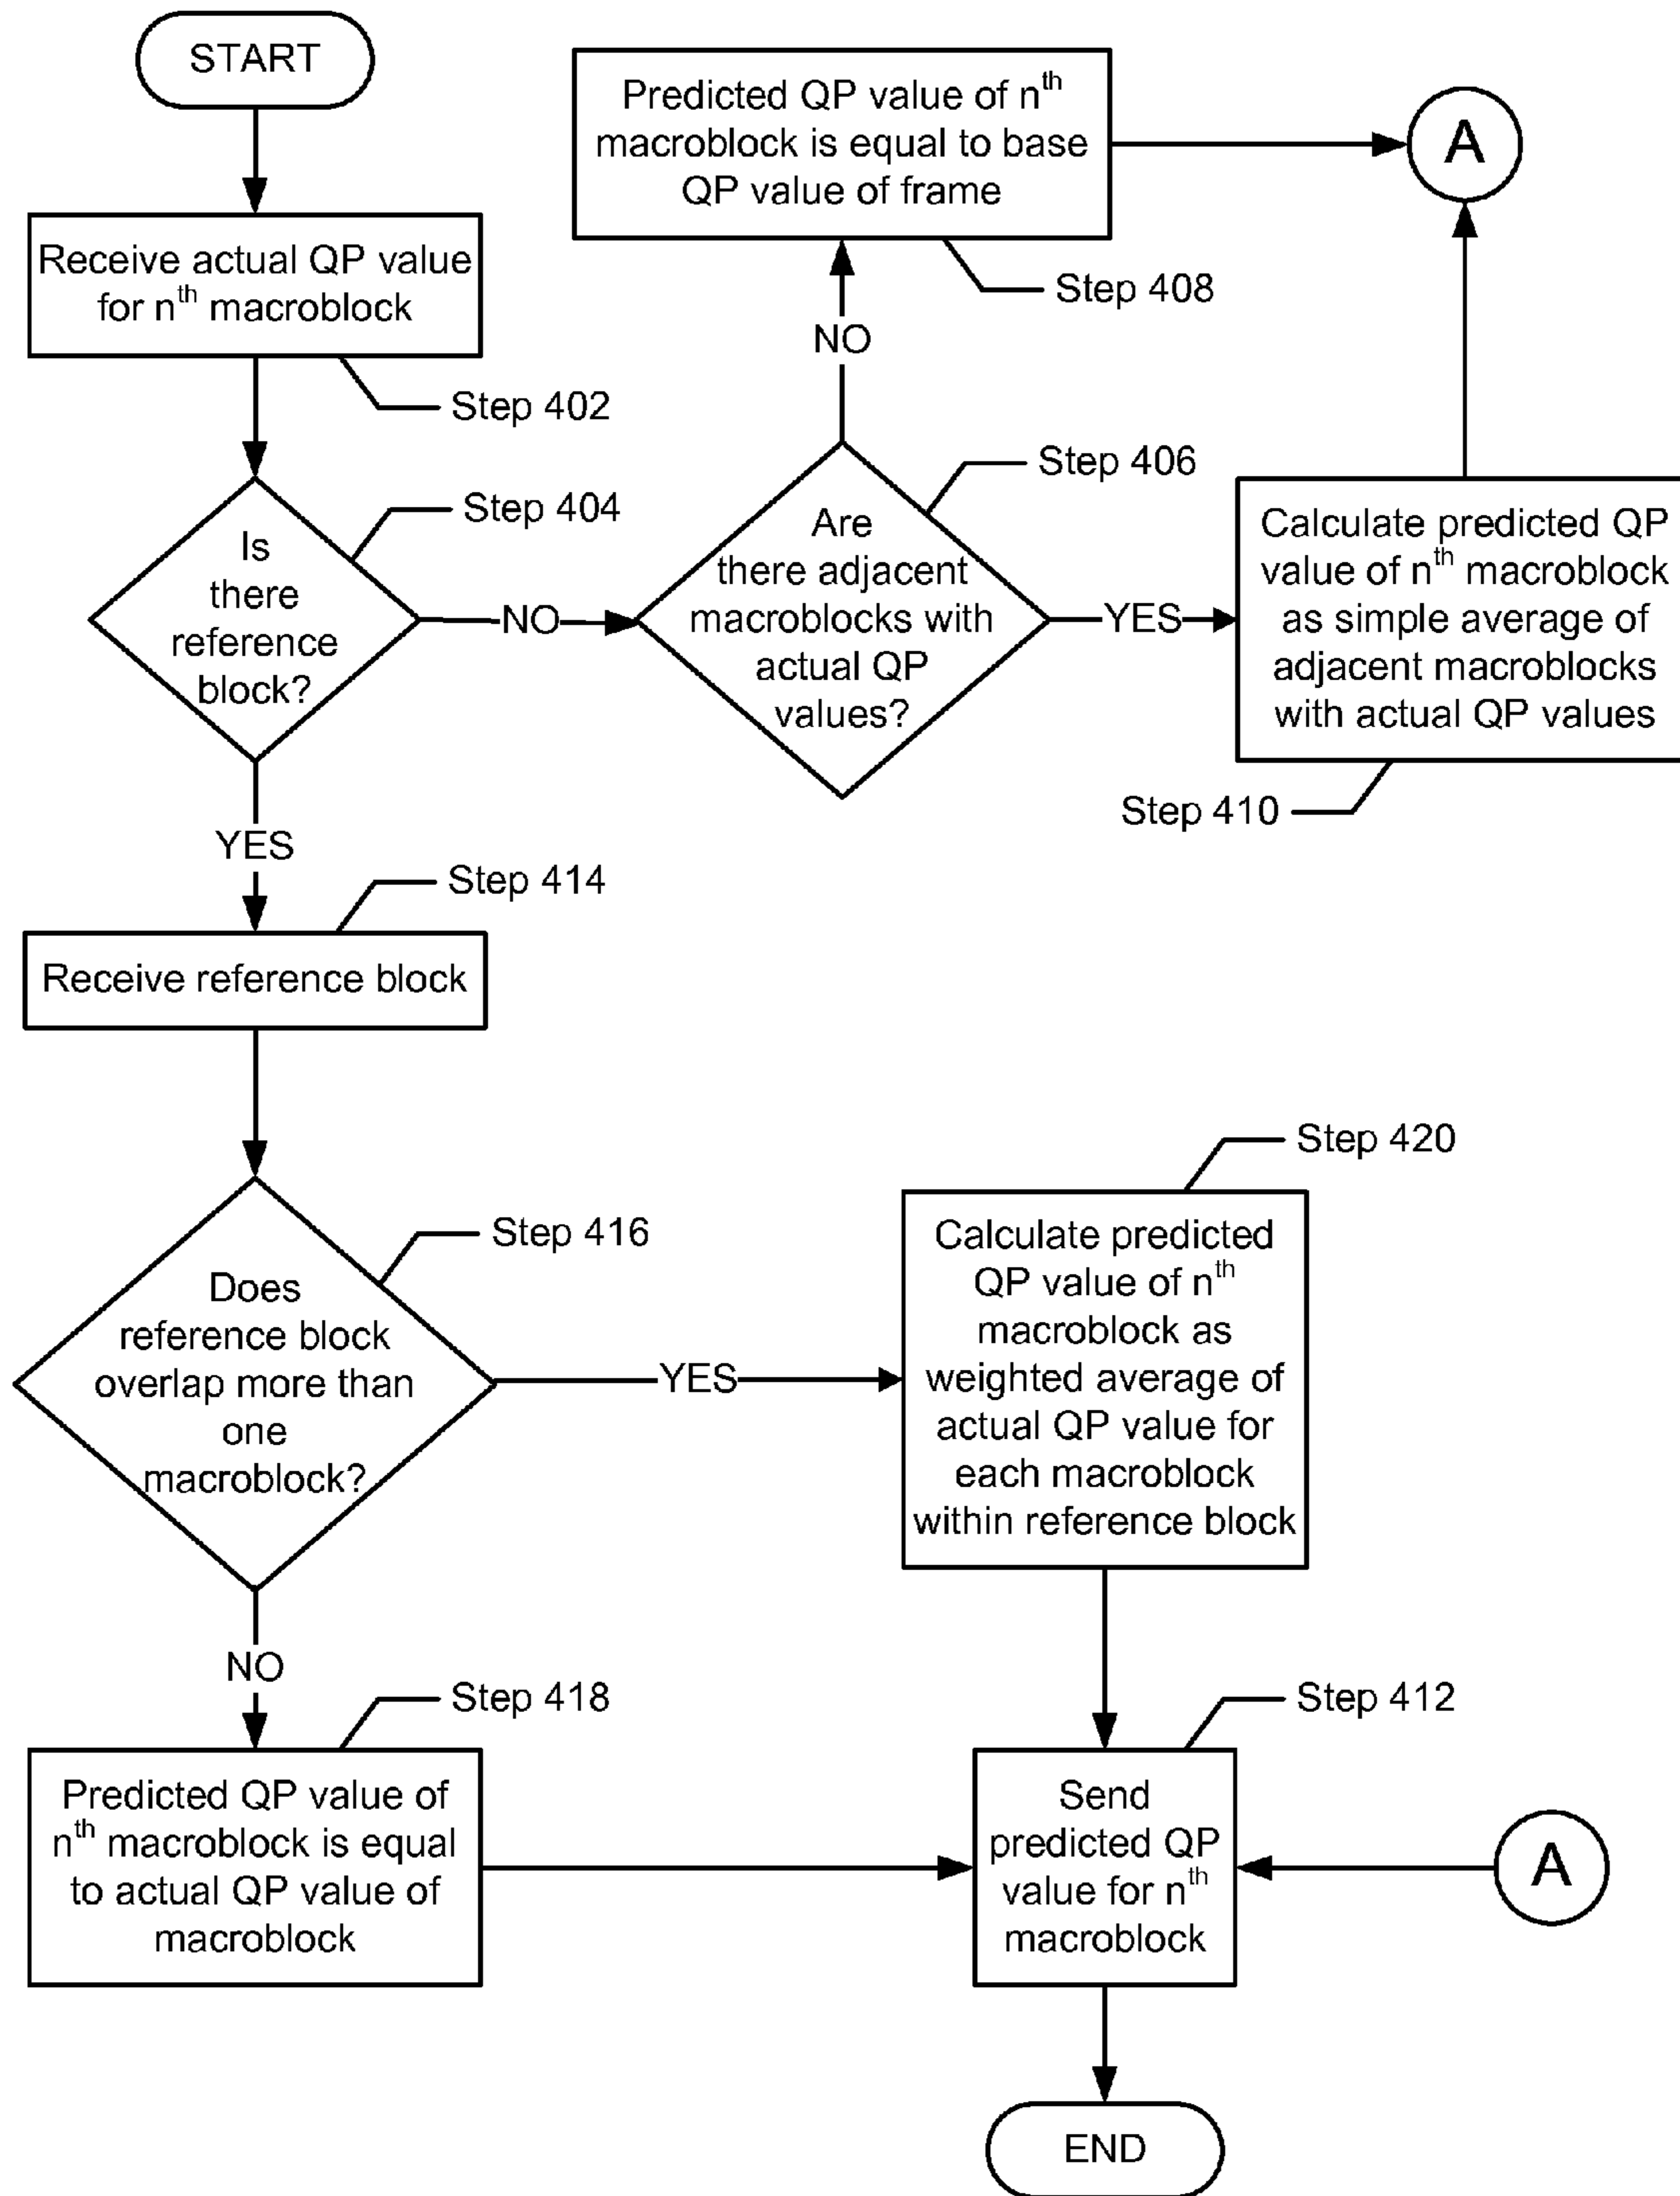 START
Receive actual QP value
for nth macroblock
Step 402
Is
there
reference
block?
Step 404
NO
YES
Are
there adjacent
macroblocks with
actual QP
values?
Step 406
NO
YES
Predicted QP value of nth
macroblock is equal to base
QP value of frame
Step 408
A
Calculate predicted QP
value of nth macroblock
as simple average of
adjacent macroblocks
with actual QP values
Step 410
Step 414
Receive reference block
Does
reference block
overlap more than
one
macroblock?
Step 416
YES
NO
Step 420
Calculate predicted
QP value of nth
macroblock as
weighted average of
actual QP value for
each macroblock
within reference block
Step 418
Predicted QP value of
nth macroblock is equal
to actual QP value of
macroblock
Step 412
Send
predicted QP
value for nth
macroblock
A
END